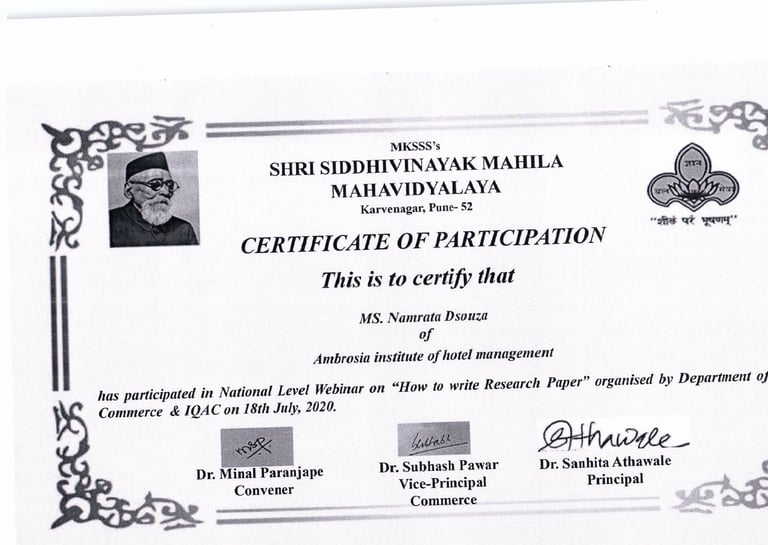 MKSSS's
SHRI SIDDHIVINAYAK MAHILA
MAHAVIDYALAYA
Karvenagar, Pune- 52
ज्ञान
यत्न सेवा
"शीलं परं भूषणम्"
CERTIFICATE OF PARTICIPATION
This is to certify that
MS. Namrata Dsouza
of
Ambrosia institute of hotel management
has participated in National Level Webinar on "How to write Research Paper" organised by Department of
Commerce & IQAC on 18th July, 2020.
Athawale
Dr. Minal Paranjape
Convener
Dr. Subhash Pawar
Vice-Principal
Commerce
Dr. Sanhita Athawale
Principal